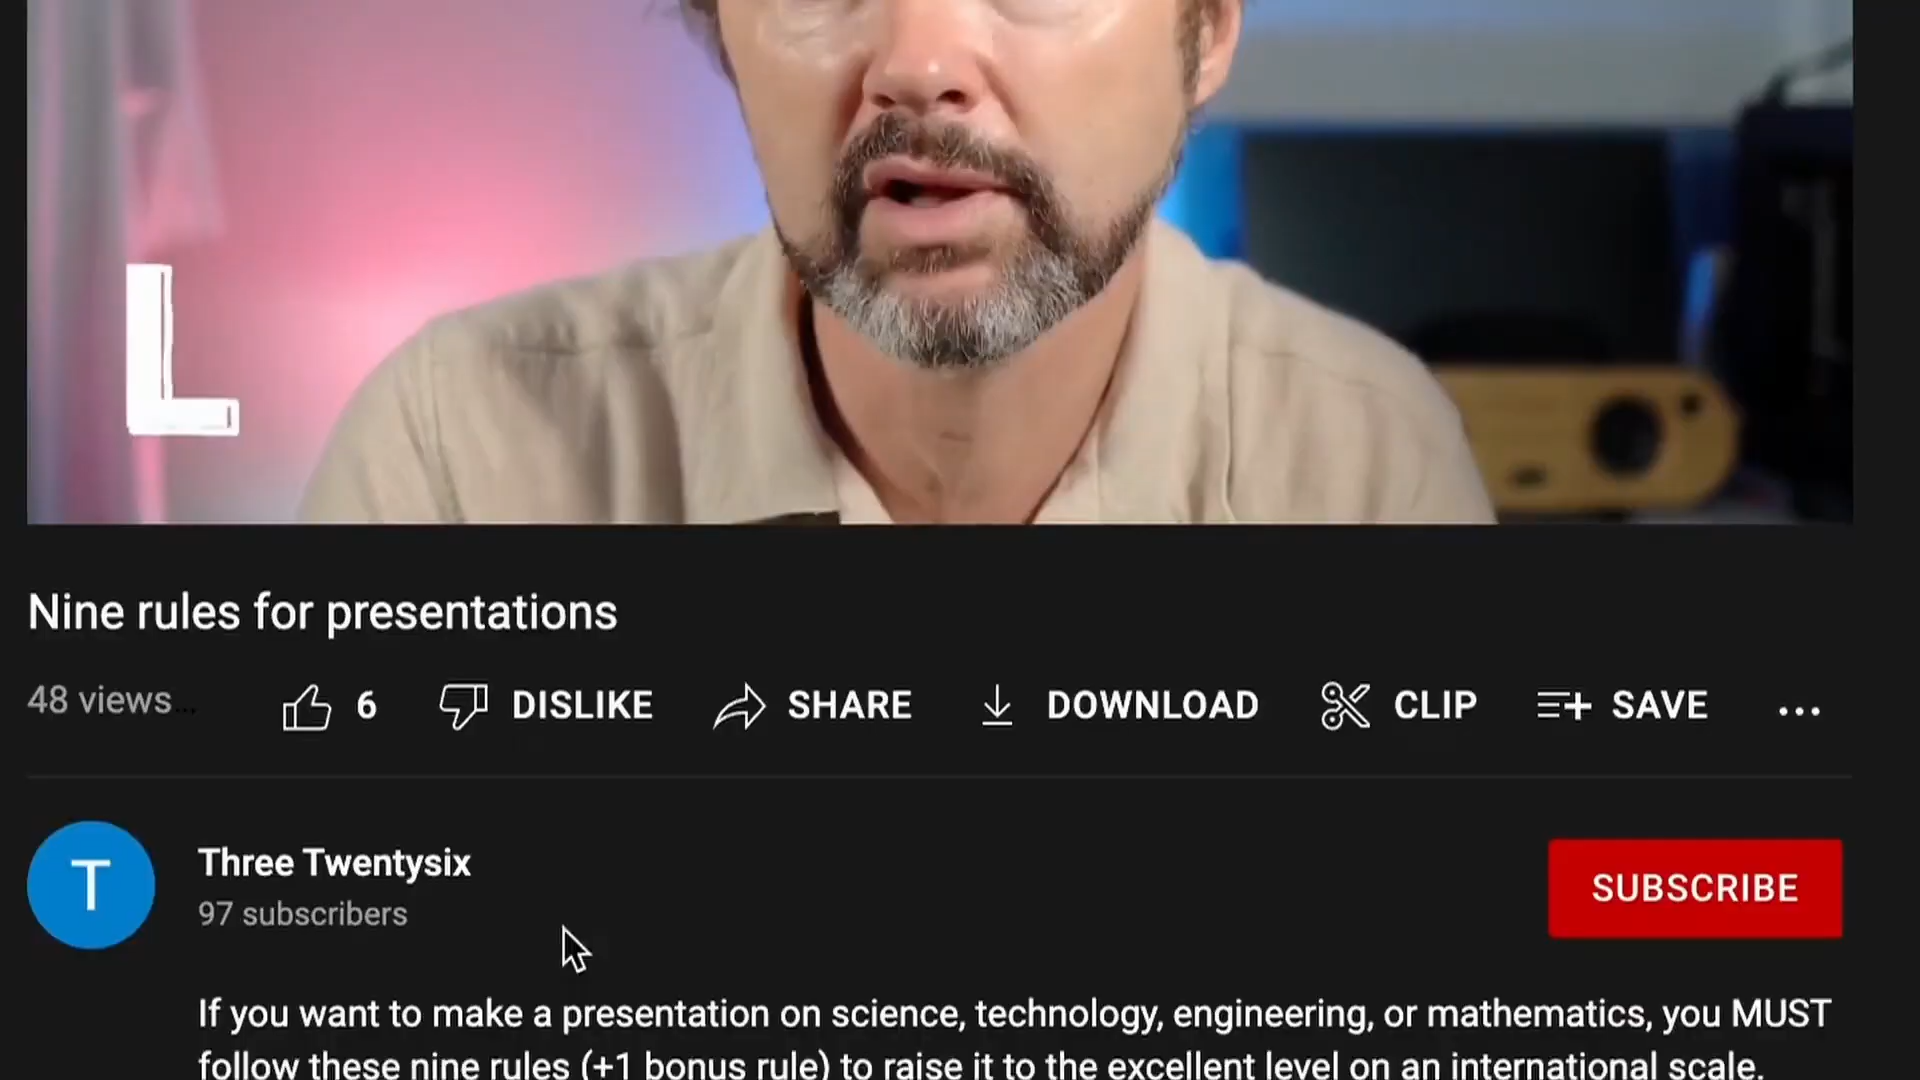 L
Nine rules for presentations
48 views...
6
DISLIKE
SHARE
DOWNLOAD
CLIP
SAVE
...
T
Three Twentysix
97 subscribers
SUBSCRIBE
If you want to make a presentation on science, technology, engineering, or mathematics, you MUST
follow these nine rules (+1 bonus rule) to raise it to the excellent level on an international scale.